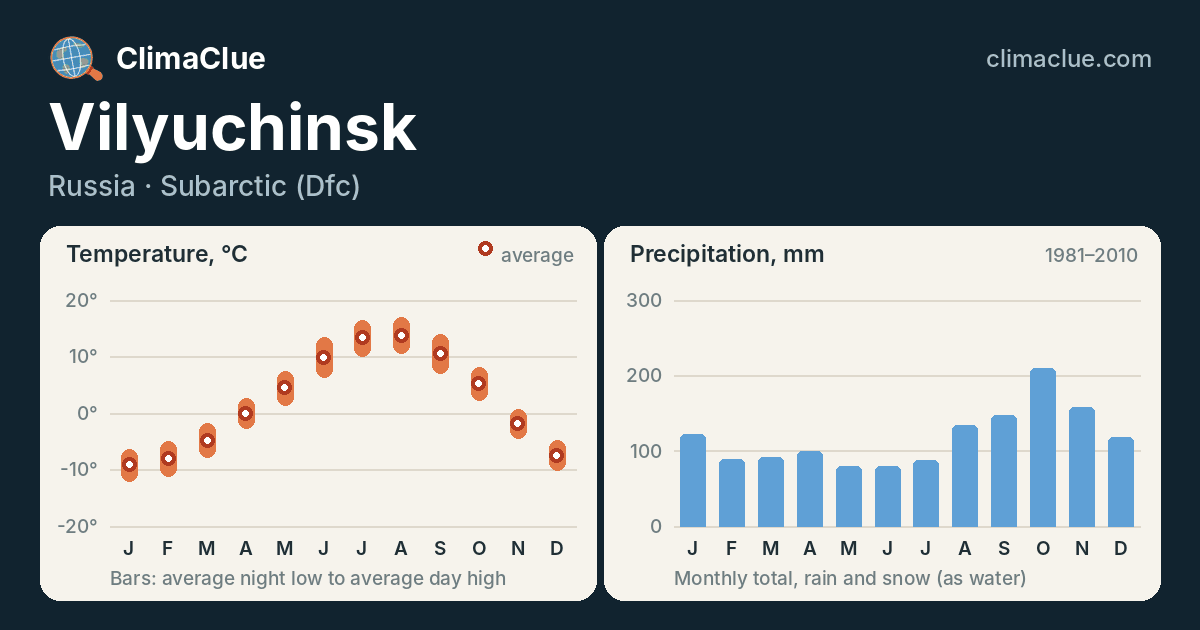 ClimaClue
climaclue.com
Vilyuchinsk
Russia · Subarctic (Dfc)
Temperature, °C
average
20°
10°
0°
-10°
-20°
J F M A M J J A S O N D
Bars: average night low to average day high
Precipitation, mm
1981–2010
300
200
100
0
J F M A M J J A S O N D
Monthly total, rain and snow (as water)